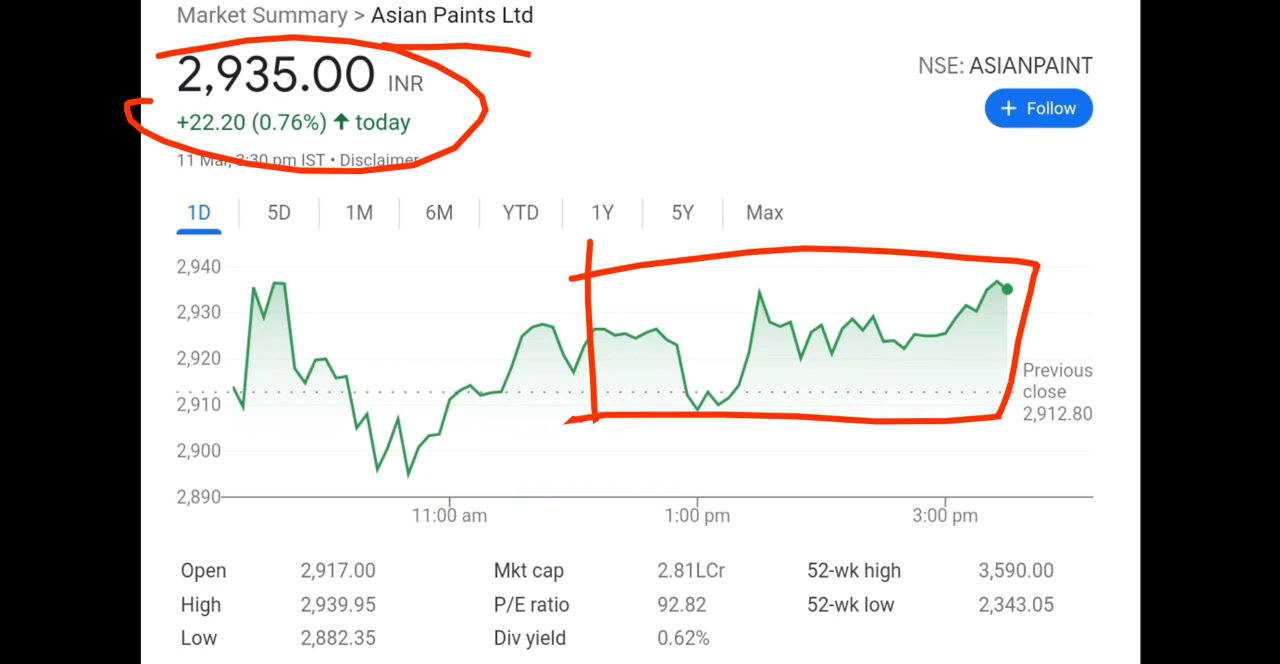 Market Summary > Asian Paints Ltd
2,935.00 INR
NSE: ASIANPAINT
+ Follow
+22.20 (0.76%) ↑ today
11 Mar, 3:30 pm IST • Disclaimer
1D 5D 1M 6M YTD 1Y 5Y Max
2,940
2,930
2,920
2,910
2,900
2,890
Previous
close
2,912.80
11:00 am 1:00 pm 3:00 pm
Open 2,917.00 Mkt cap 2.81LCr 52-wk high 3,590.00
High 2,939.95 P/E ratio 92.82 52-wk low 2,343.05
Low 2,882.35 Div yield 0.62%